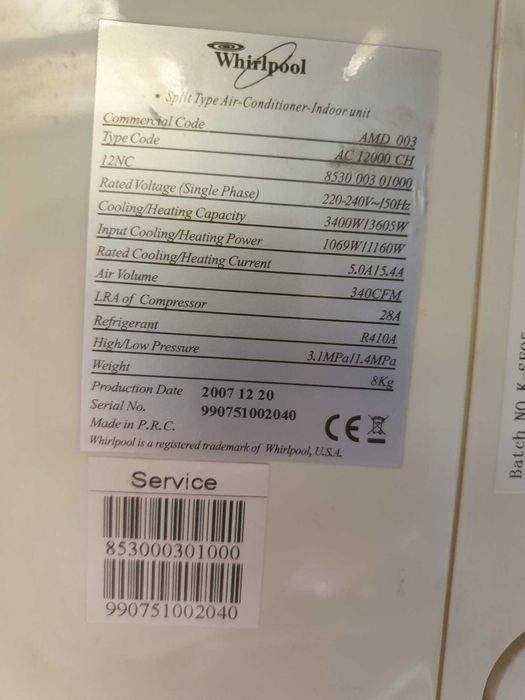 Whirlpool
• Split Type Air-Conditioner-Indoor unit
Commercial Code AMD 003
Type Code AC 12000 CH
12NC 8530 003 01000
Rated Voltage (Single Phase) 220-240V~/50Hz
Cooling/Heating Capacity 3400W/3605W
Input Cooling/Heating Power 1069W/1160W
Rated Cooling/Heating Current 5.0A/5.4A
Air Volume 340CFM
LRA of Compressor 28A
Refrigerant R410A
High/Low Pressure 3.1MPa/1.4MPa
Weight 8Kg
Production Date 2007 12 20
Serial No. 990751002040
Made in P.R.C.
CE
Whirlpool is a registered trademark of Whirlpool, U.S.A.
Service
853000301000
990751002040
Batch NO